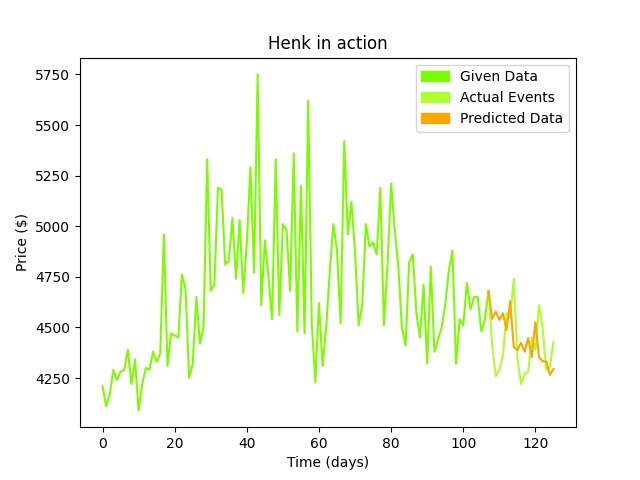 Henk in action
Given Data
Actual Events
Predicted Data
Price ($)
5750
5500
5250
5000
4750
4500
4250
0 20 40 60 80 100 120
Time (days)